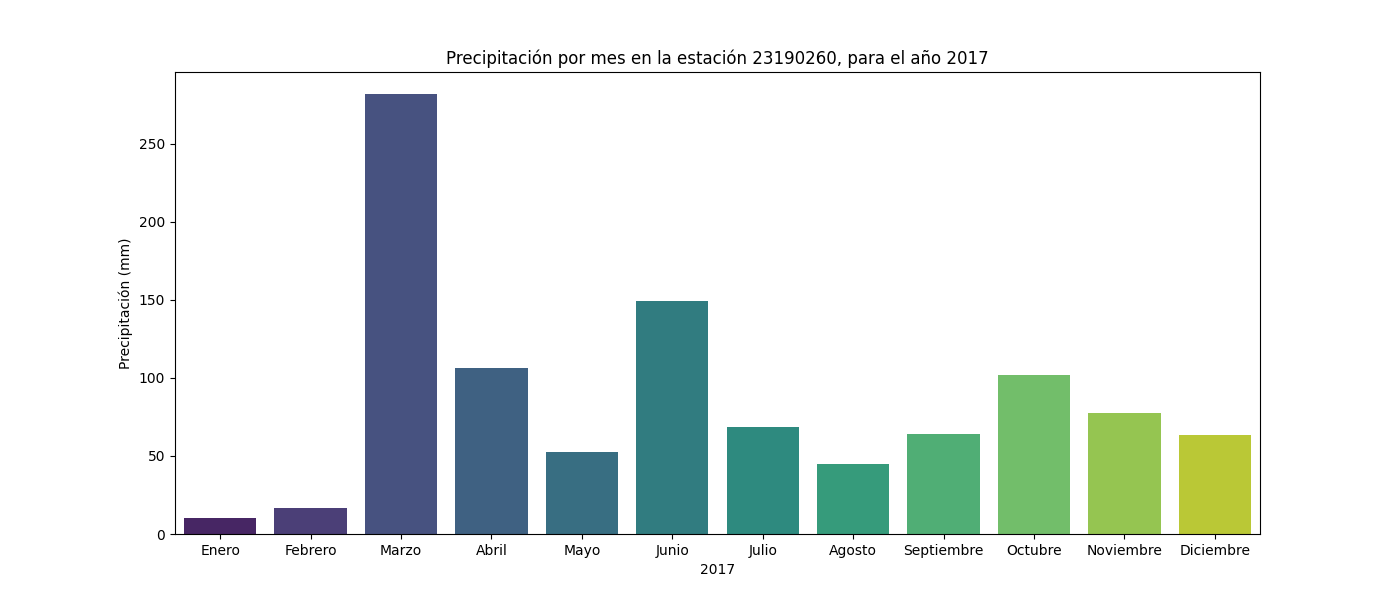 Precipitación por mes en la estación 23190260, para el año 2017
Precipitación (mm)
250
200
150
100
50
0
Enero Febrero Marzo Abril Mayo Junio Julio Agosto Septiembre Octubre Noviembre Diciembre
2017